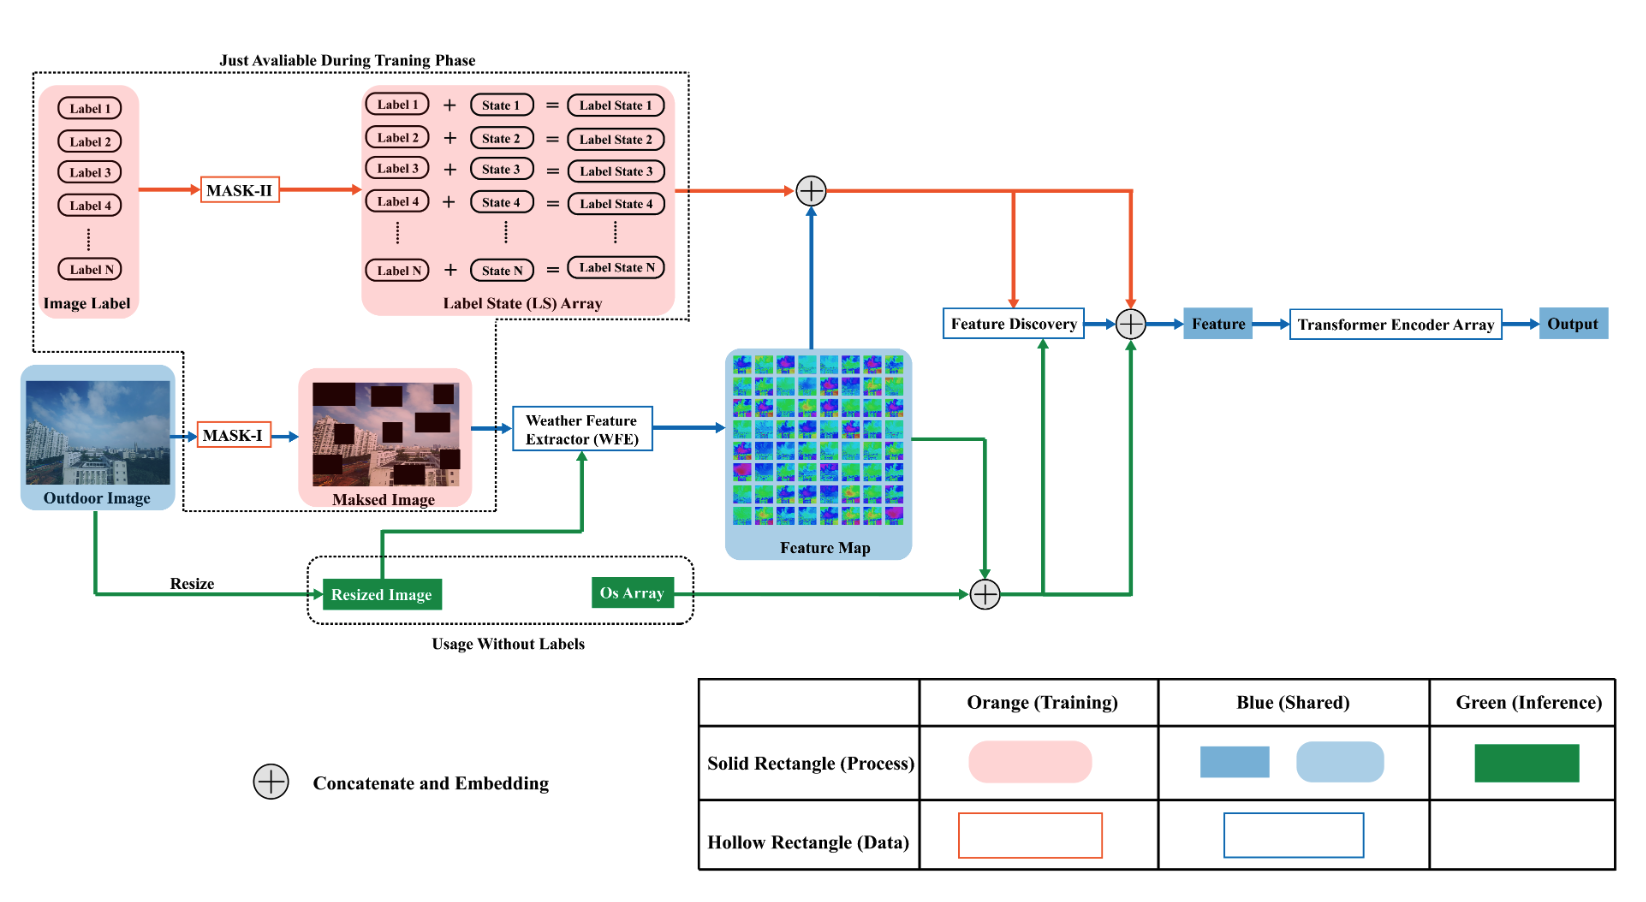 Just Avaliable During Traning Phase
Label 1
Label 2
Label 3
Label 4
Label N
Image Label
MASK-II
Label 1 + State 1 = Label State 1
Label 2 + State 2 = Label State 2
Label 3 + State 3 = Label State 3
Label 4 + State 4 = Label State 4
Label N + State N = Label State N
Label State (LS) Array
Feature Discovery
Feature
Transformer Encoder Array
Output
Outdoor Image
MASK-I
Maksed Image
Weather Feature
Extractor (WFE)
Feature Map
Resize
Resized Image
Os Array
Usage Without Labels
Concatenate and Embedding
Orange (Training)
Blue (Shared)
Green (Inference)
Solid Rectangle (Process)
Hollow Rectangle (Data)